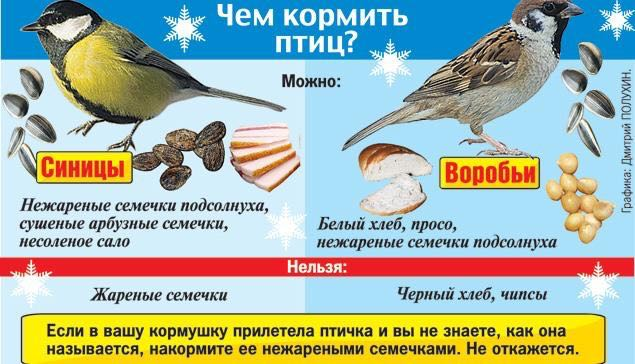 Чем кормить
птиц?
Можно:
Синицы
Нежареные семечки подсолнуха,
сушеные арбузные семечки,
несоленое сало
Воробьи
Белый хлеб, просо,
нежареные семечки подсолнуха
Нельзя:
Жареные семечки
Черный хлеб, чипсы
Если в вашу кормушку прилетела птичка и вы не знаете, как она
называется, накормите ее нежареными семечками. Не откажется.
Графика: Дмитрий ПОЛУХИН.